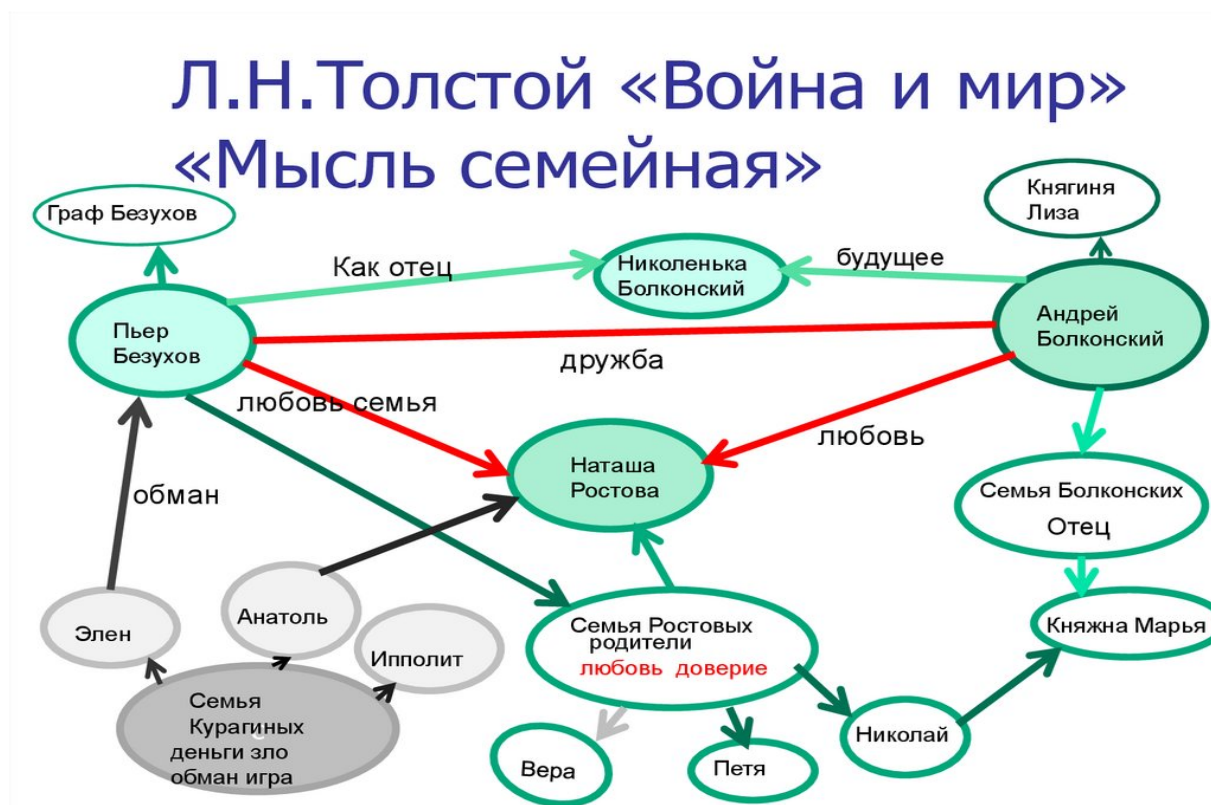 Л.Н.Толстой «Война и мир»
«Мысль семейная»
Граф Безухов
Княгиня
Лиза
Как отец
Николенька
Болконский
будущее
Пьер
Безухов
Андрей
Болконский
дружба
любовь семья
любовь
Наташа
Ростова
обман
Семья Болконских
Отец
Элен
Анатоль
Ипполит
Семья Ростовых
родители
любовь доверие
Княжна Марья
Семья
Курагиных
деньги зло
обман игра
Вера
Петя
Николай